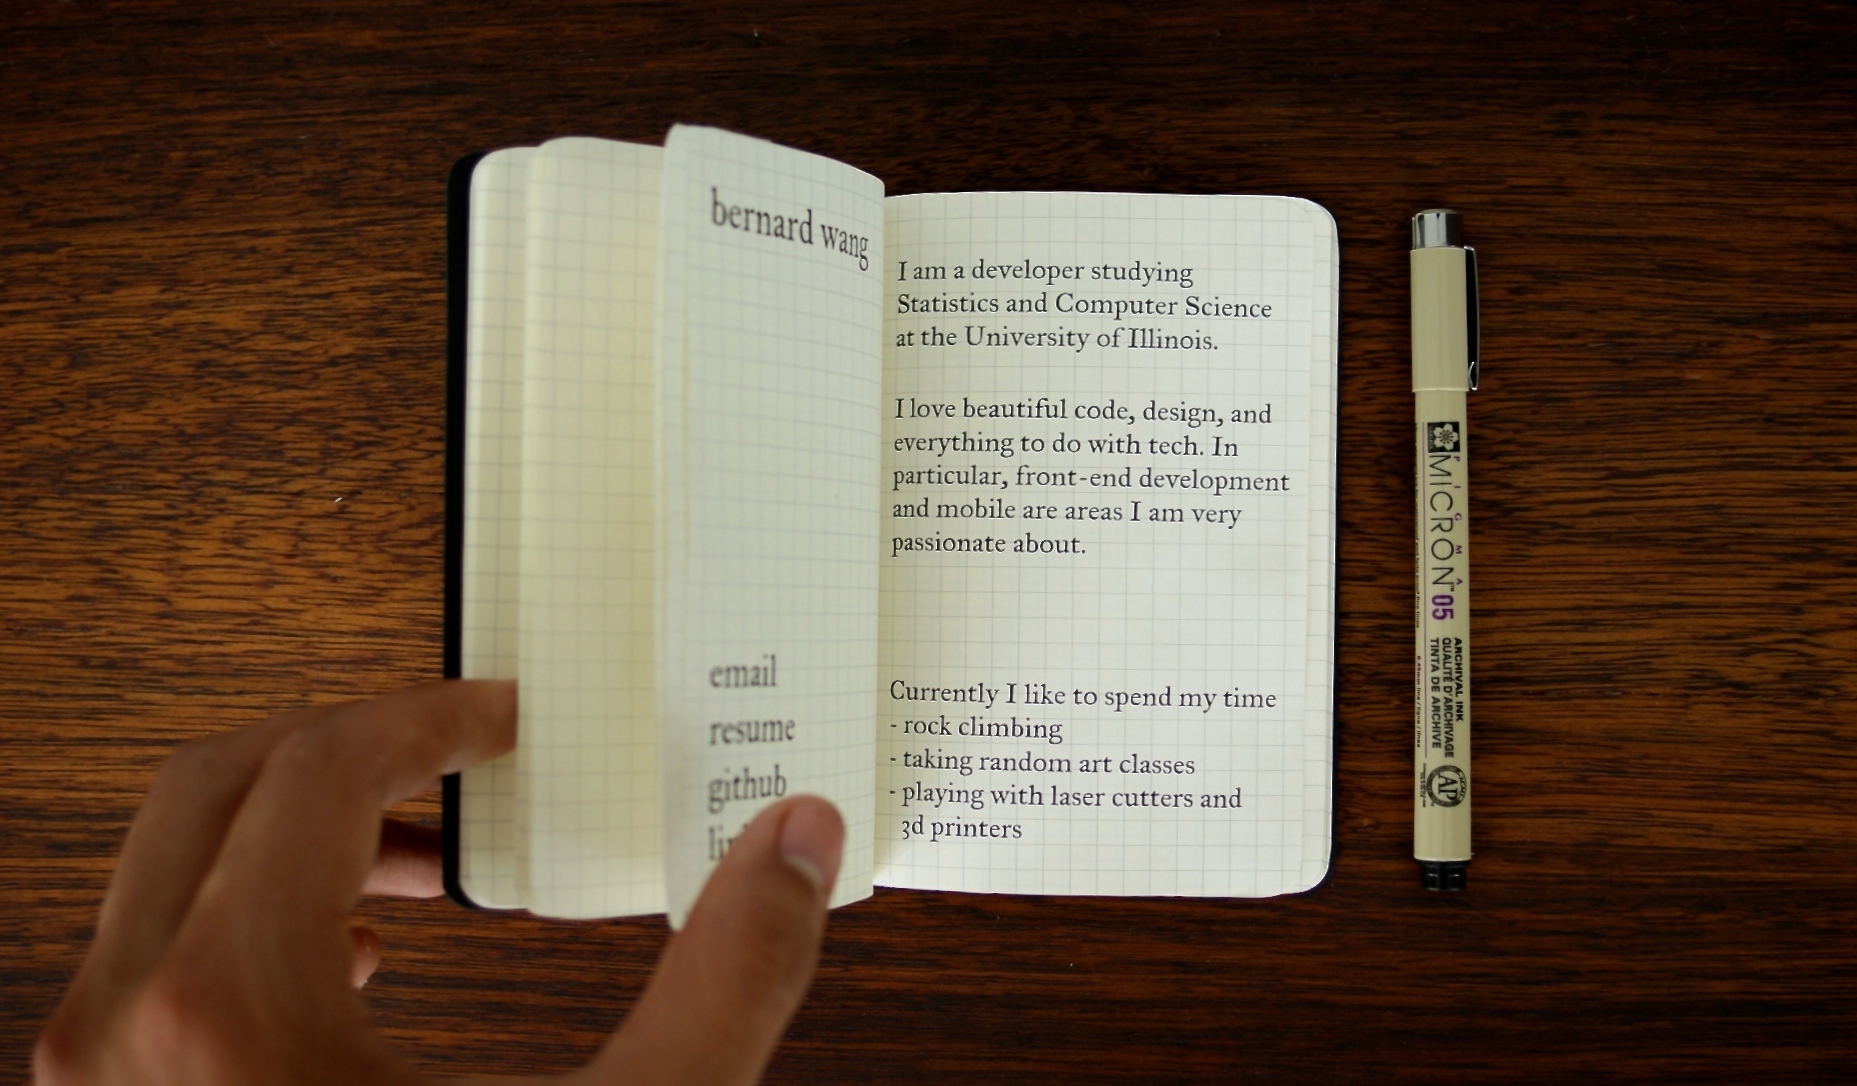 bernard wang
email
resume
github
I am a developer studying
Statistics and Computer Science
at the University of Illinois.
I love beautiful code, design, and
everything to do with tech. In
particular, front-end development
and mobile are areas I am very
passionate about.
Currently I like to spend my time
- rock climbing
- taking random art classes
- playing with laser cutters and
3d printers
PIGMA
MICRON™ 05
ARCHIVAL INK
QUALITÉ D'ARCHIVAGE
TINTA DE ARCHIVE
AP